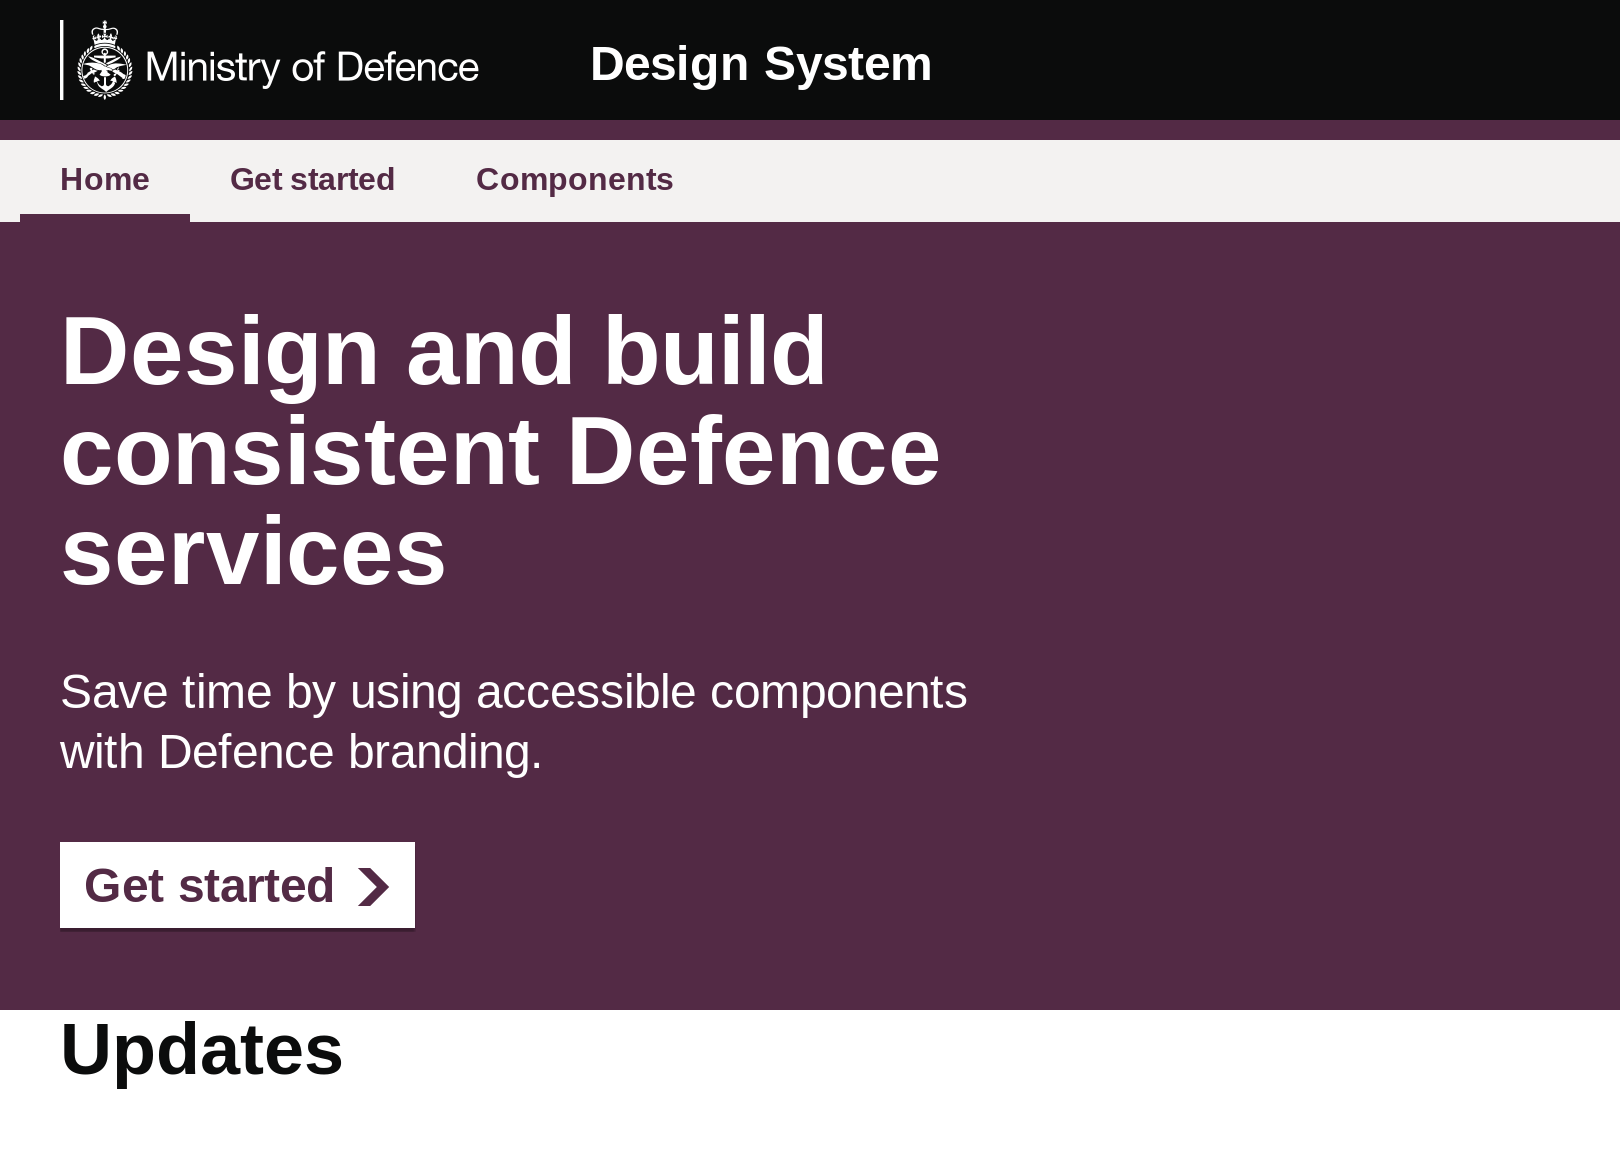 Ministry of Defence
Design System
Home Get started Components
Design and build
consistent Defence
services
Save time by using accessible components
with Defence branding.
Get started
Updates